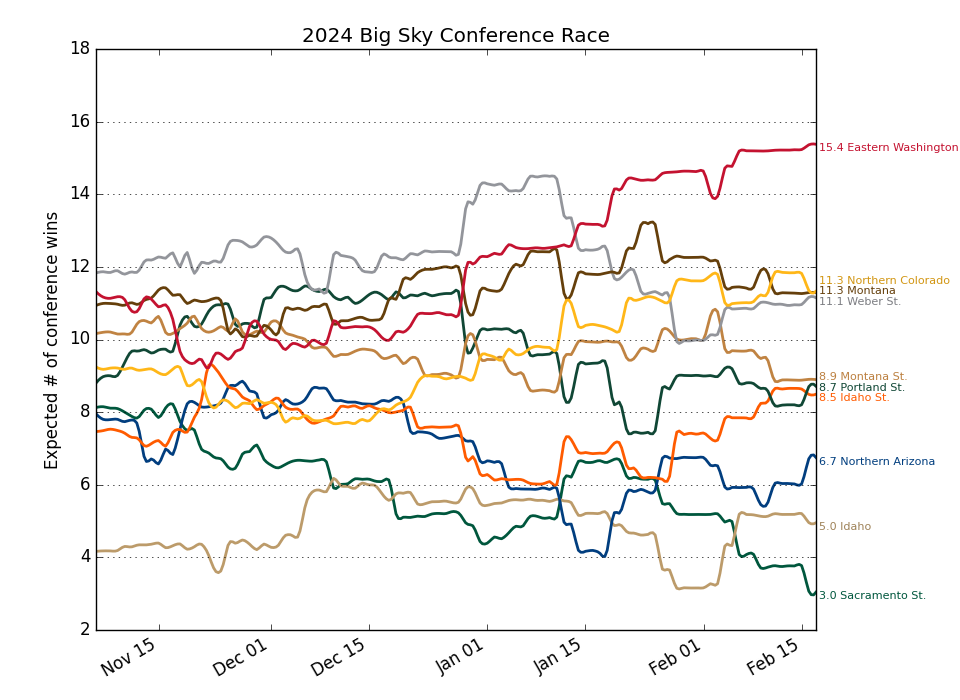 2024 Big Sky Conference Race
Expected # of conference wins
18
16
14
12
10
8
6
4
2
15.4 Eastern Washington
11.3 Northern Colorado
11.3 Montana
11.1 Weber St.
8.9 Montana St.
8.7 Portland St.
8.5 Idaho St.
6.7 Northern Arizona
5.0 Idaho
3.0 Sacramento St.
Nov 15
Dec 01
Dec 15
Jan 01
Jan 15
Feb 01
Feb 15